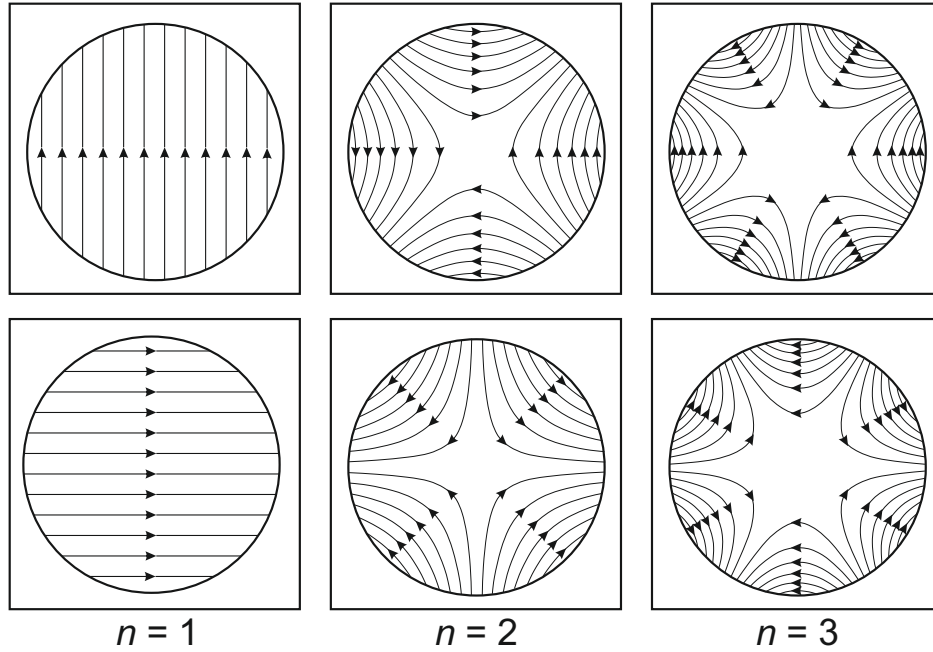 n = 1
n = 2
n = 3